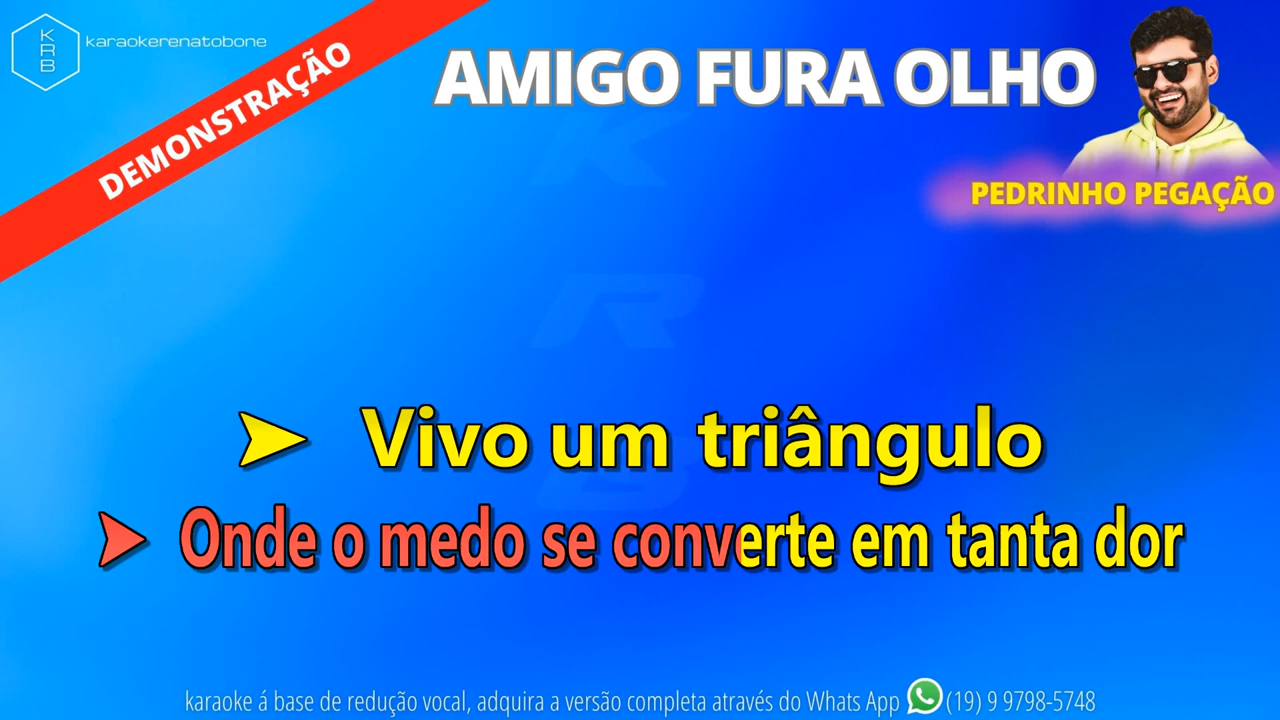 KRB
karaokerenatobone
DEMONSTRAÇÃO
AMIGO FURA OLHO
PEDRINHO PEGAÇÃO
K
R
B
➤ Vivo um triângulo
➤ Onde o medo se converte em tanta dor
karaoke á base de redução vocal, adquira a versão completa através do Whats App (19) 9 9798-5748